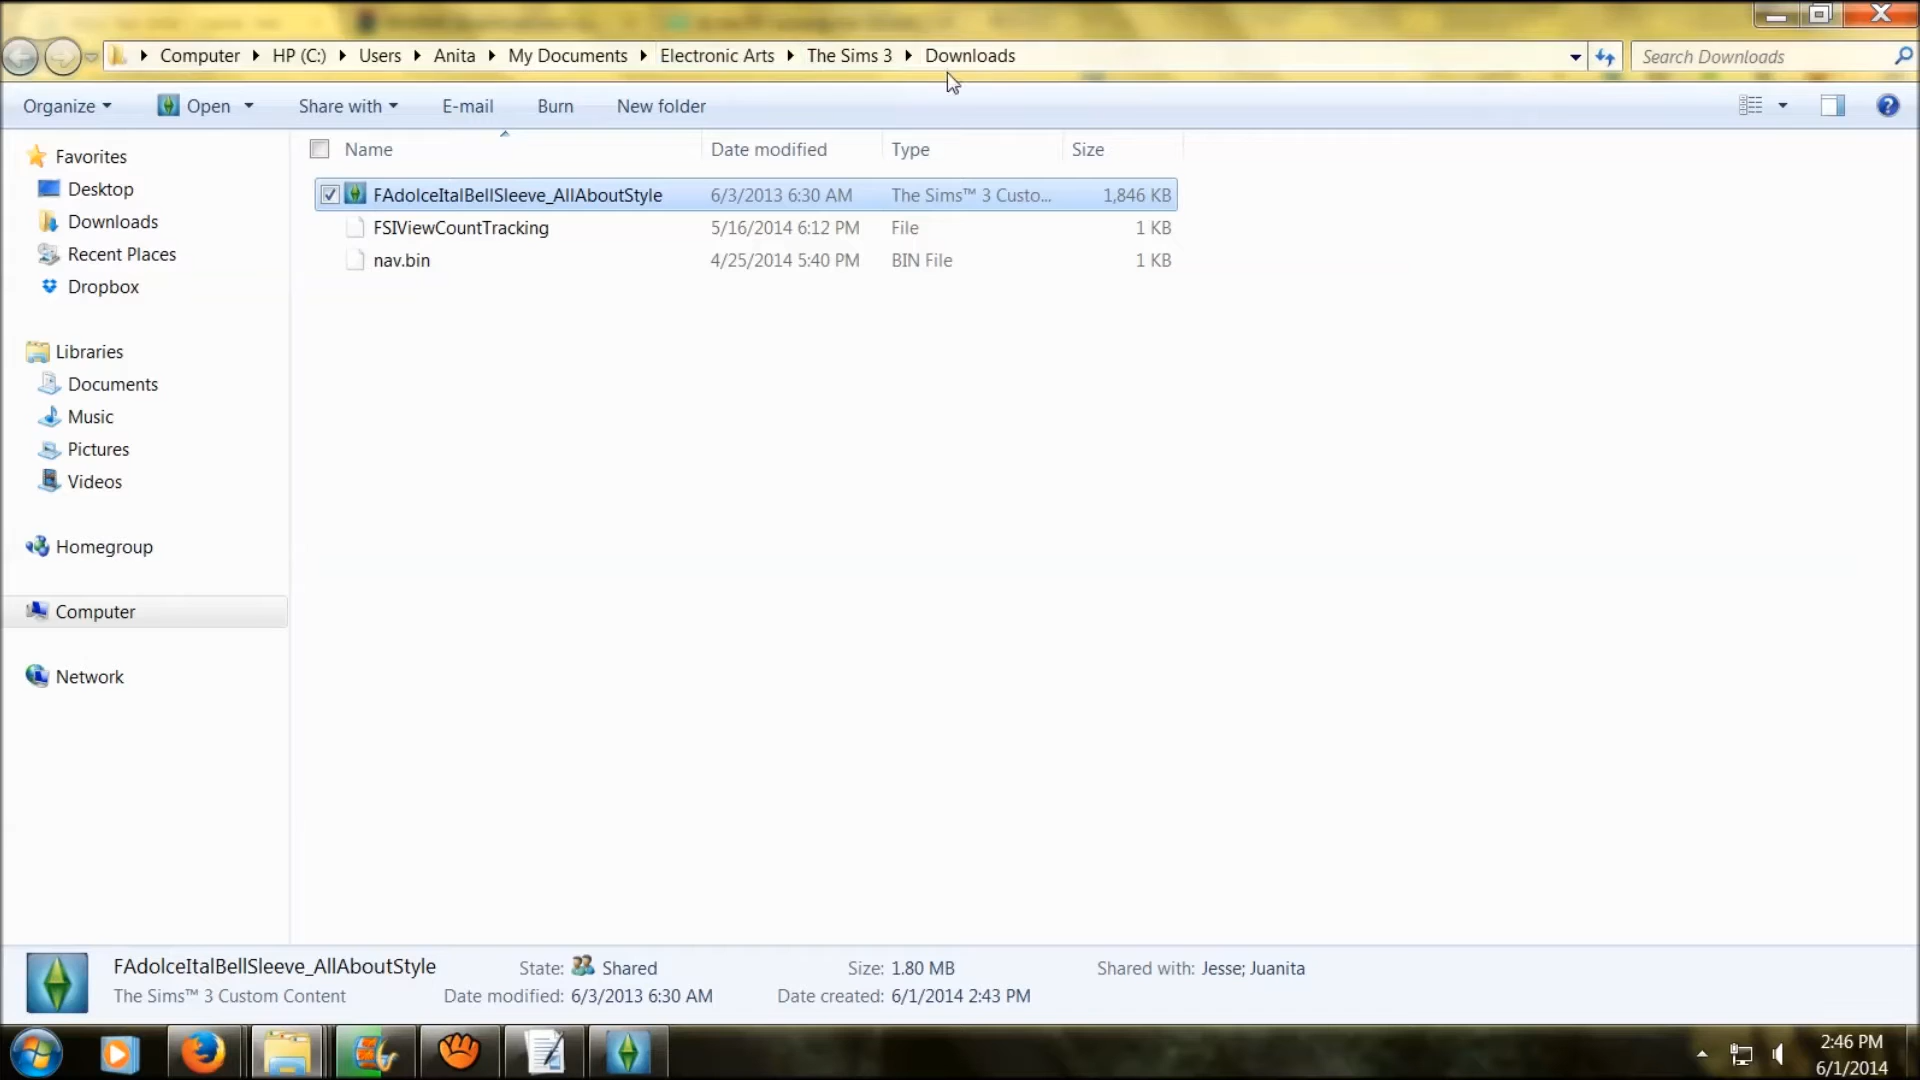 Computer HP (C:) Users Anita My Documents Electronic Arts The Sims 3 Downloads
Search Downloads
Organize Open Share with E-mail Burn New folder
Favorites
Desktop
Downloads
Recent Places
Dropbox
Libraries
Documents
Music
Pictures
Videos
Homegroup
Computer
Network
Name Date modified Type Size
FAdolceItalBellSleeve_AllAboutStyle 6/3/2013 6:30 AM The Sims™ 3 Custo... 1,846 KB
FSIViewCountTracking 5/16/2014 6:12 PM File 1 KB
nav.bin 4/25/2014 5:40 PM BIN File 1 KB
FAdolceItalBellSleeve_AllAboutStyle State: Shared Size: 1.80 MB Shared with: Jesse; Juanita
The Sims™ 3 Custom Content Date modified: 6/3/2013 6:30 AM Date created: 6/1/2014 2:43 PM
2:46 PM
6/1/2014